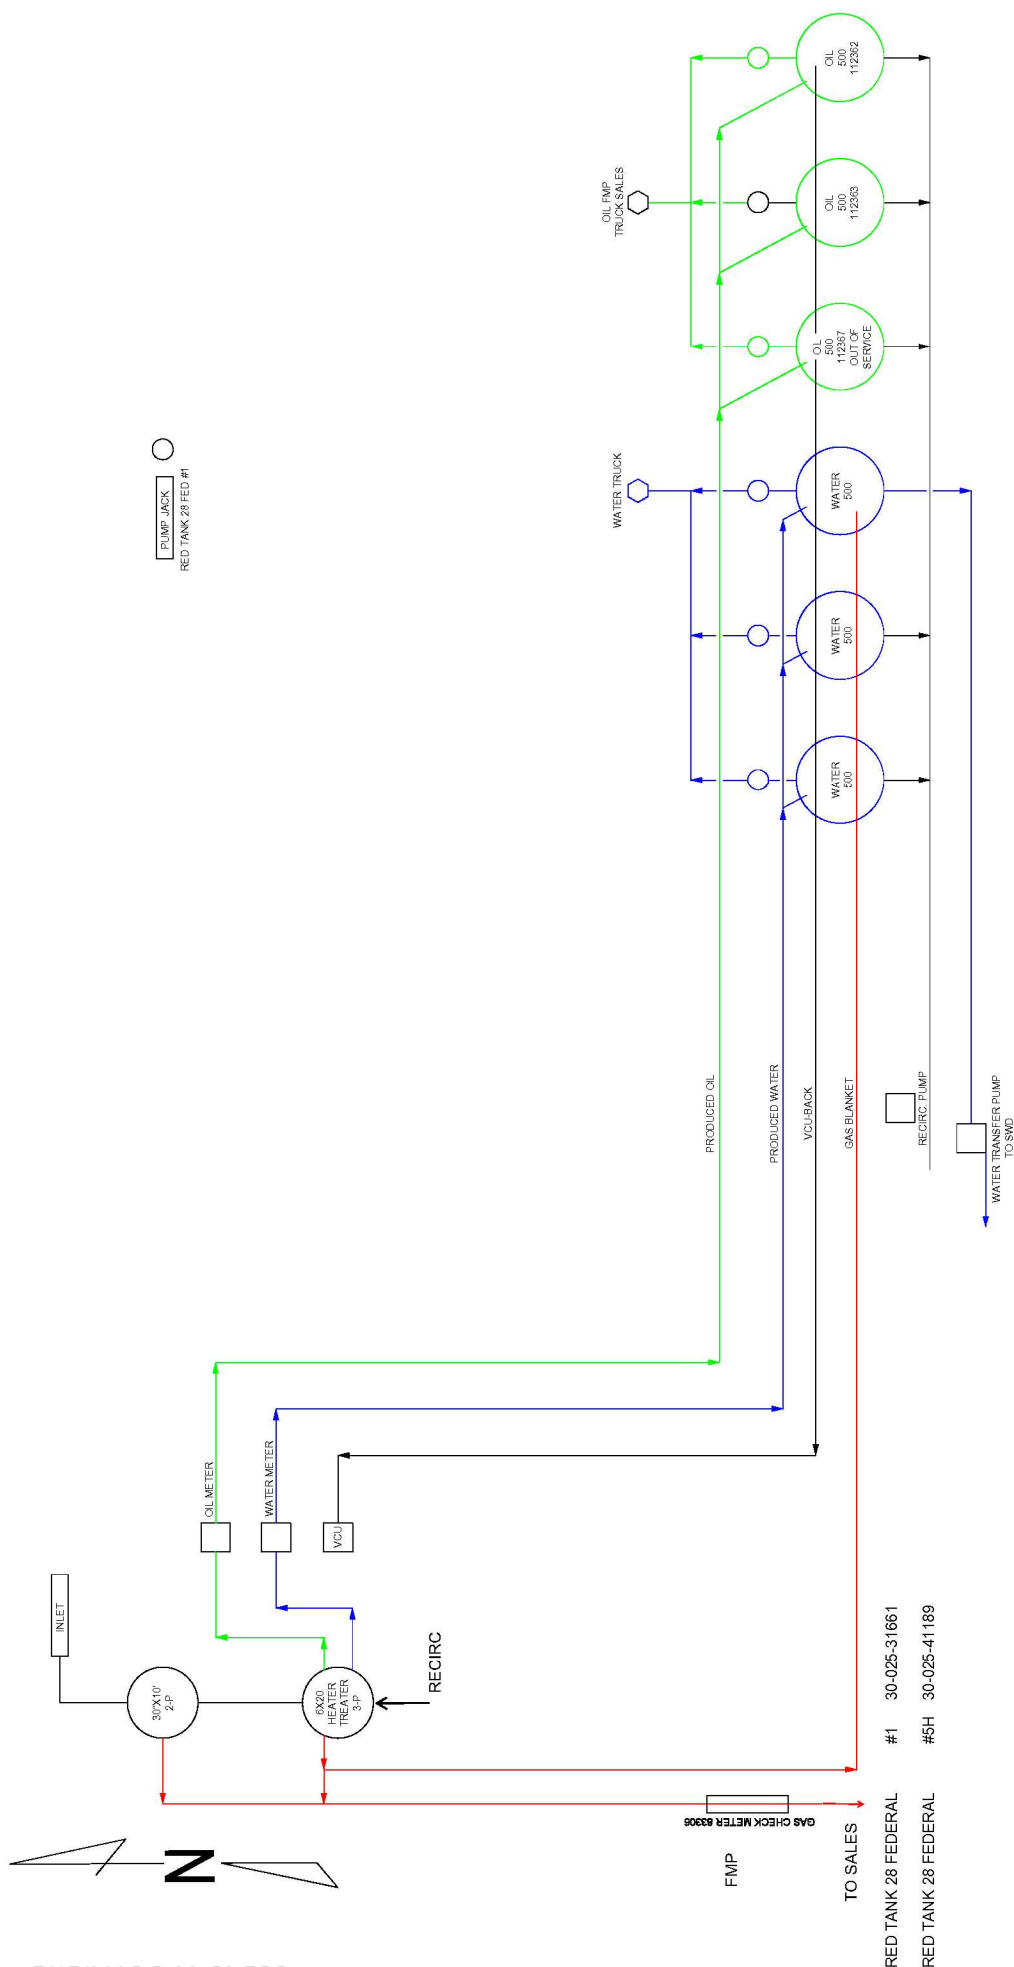 OIL
500
112362
OIL
500
112363
OIL FMP
TRUCK SALES
OL
500
112367
OUT OF
SERVICE
PUMP JACK
RED TANK 28 FED #1
WATER TRUCK
WATER
500
WATER
500
WATER
500
PRODUCED OIL
PRODUCED WATER
VCU-BACK
GAS BLANKET
RECIRC. PUMP
WATER TRANSFER PUMP
TO SWD
OIL METER
WATER METER
VCU
INLET
30"X10'
2-P
6X20
HEATER
TREATER
3-P
RECIRC
N
GAS CHECK METER 83306
FMP
TO SALES
RED TANK 28 FEDERAL #1 30-025-31661
RED TANK 28 FEDERAL #5H 30-025-41189